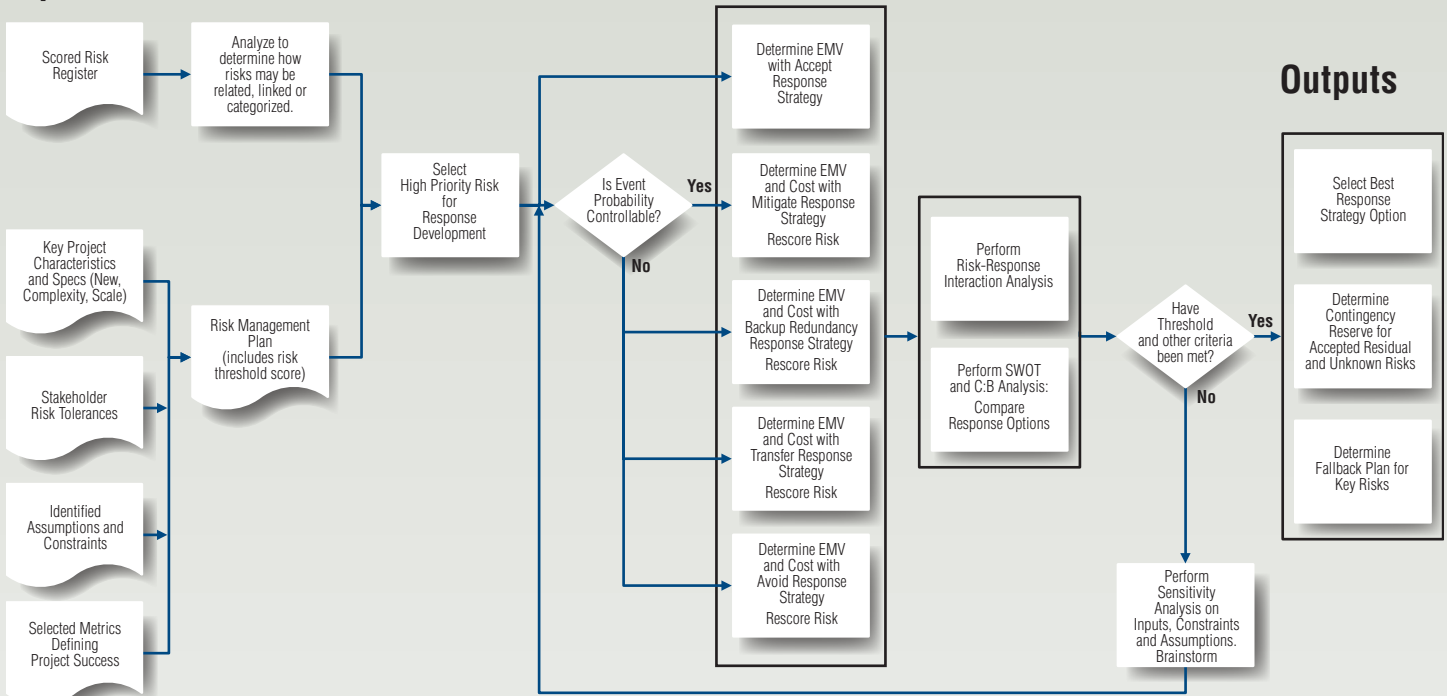 Scored Risk
Register
Analyze to
determine how
risks may be
related, linked or
categorized.
Key Project
Characteristics
and Specs (New,
Complexity, Scale)
Stakeholder
Risk Tolerances
Identified
Assumptions and
Constraints
Selected Metrics
Defining
Project Success
Risk Management
Plan
(includes risk
threshold score)
Select
High Priority Risk
for
Response
Development
Is Event
Probability
Controllable?
Yes
No
Determine EMV
with Accept
Response
Strategy
Determine EMV
and Cost with
Mitigate Response
Strategy
Rescore Risk
Determine EMV
and Cost with
Backup Redundancy
Response Strategy
Rescore Risk
Determine EMV
and Cost with
Transfer Response
Strategy
Rescore Risk
Determine EMV
and Cost with
Avoid Response
Strategy
Rescore Risk
Perform
Risk-Response
Interaction Analysis
Perform SWOT
and C:B Analysis:
Compare
Response Options
Have
Threshold
and other criteria
been met?
Yes
No
Perform
Sensitivity
Analysis on
Inputs, Constraints
and Assumptions.
Brainstorm
Outputs
Select Best
Response
Strategy Option
Determine
Contingency
Reserve for
Accepted Residual
and Unknown Risks
Determine
Fallback Plan for
Key Risks